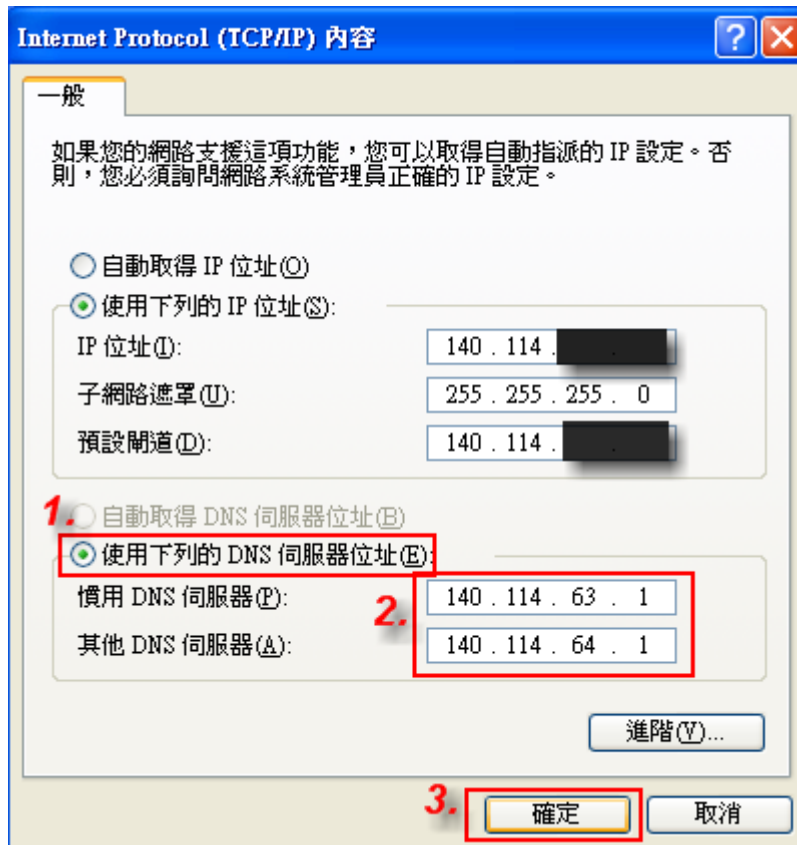 Internet Protocol (TCP/IP) 內容
一般
如果您的網路支援這項功能，您可以取得自動指派的 IP 設定。否
則，您必須詢問網路系統管理員正確的 IP 設定。
自動取得 IP 位址(O)
使用下列的 IP 位址(S):
IP 位址(I): 140 . 114 .
子網路遮罩(U): 255 . 255 . 255 . 0
預設閘道(D): 140 . 114 .
1. 自動取得 DNS 伺服器位址(B)
使用下列的 DNS 伺服器位址(E):
慣用 DNS 伺服器(P): 140 . 114 . 63 . 1
2.
其他 DNS 伺服器(A): 140 . 114 . 64 . 1
進階(V)...
3. 確定 取消